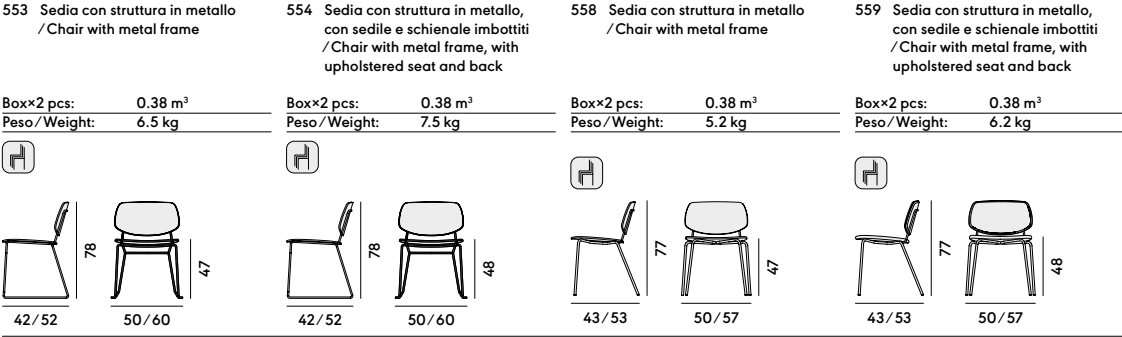 553 Sedia con struttura in metallo
/Chair with metal frame
Box×2 pcs: 0.38 m³
Peso/Weight: 6.5 kg
78
47
42/52
50/60
554 Sedia con struttura in metallo,
con sedile e schienale imbottiti
/Chair with metal frame, with
upholstered seat and back
Box×2 pcs: 0.38 m³
Peso/Weight: 7.5 kg
78
48
42/52
50/60
558 Sedia con struttura in metallo
/Chair with metal frame
Box×2 pcs: 0.38 m³
Peso/Weight: 5.2 kg
77
47
43/53
50/57
559 Sedia con struttura in metallo,
con sedile e schienale imbottiti
/Chair with metal frame, with
upholstered seat and back
Box×2 pcs: 0.38 m³
Peso/Weight: 6.2 kg
77
48
43/53
50/57